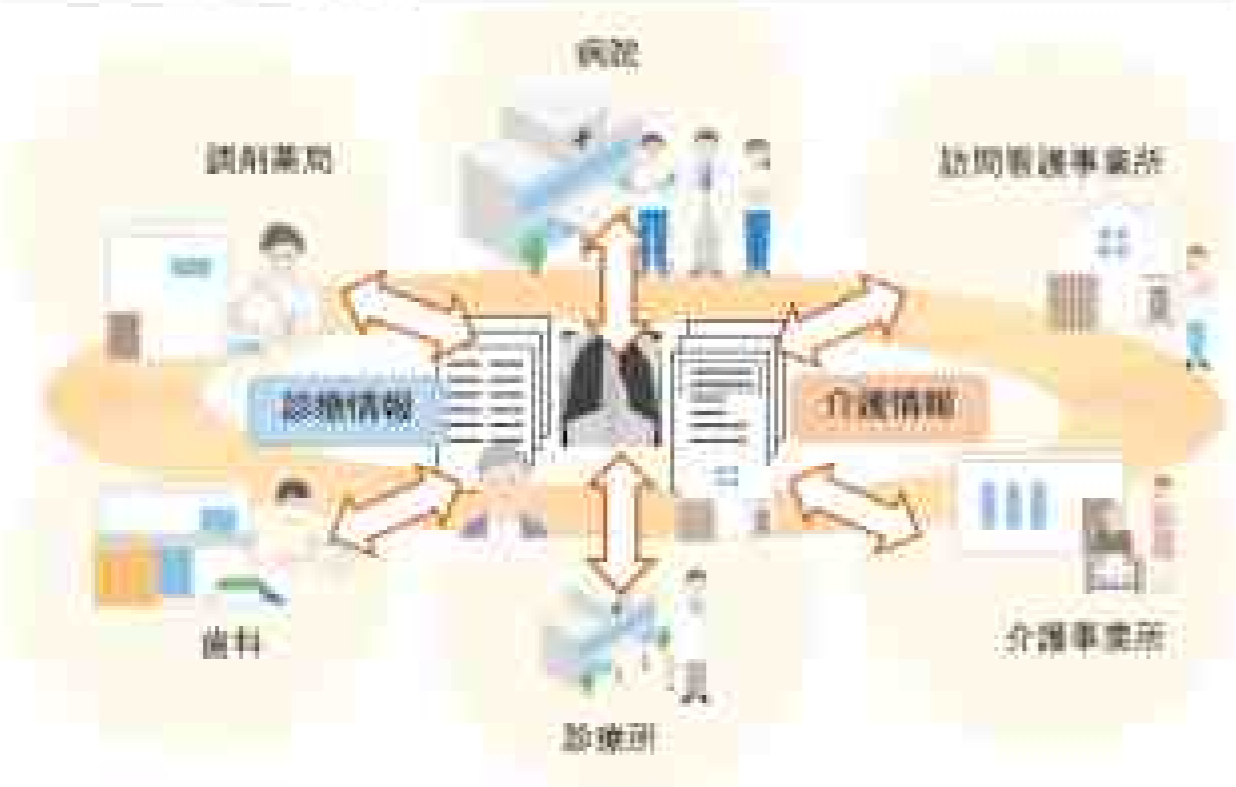 病院
調剤薬局
訪問看護事業所
診療情報
介護情報
歯科
介護事業所
診療所